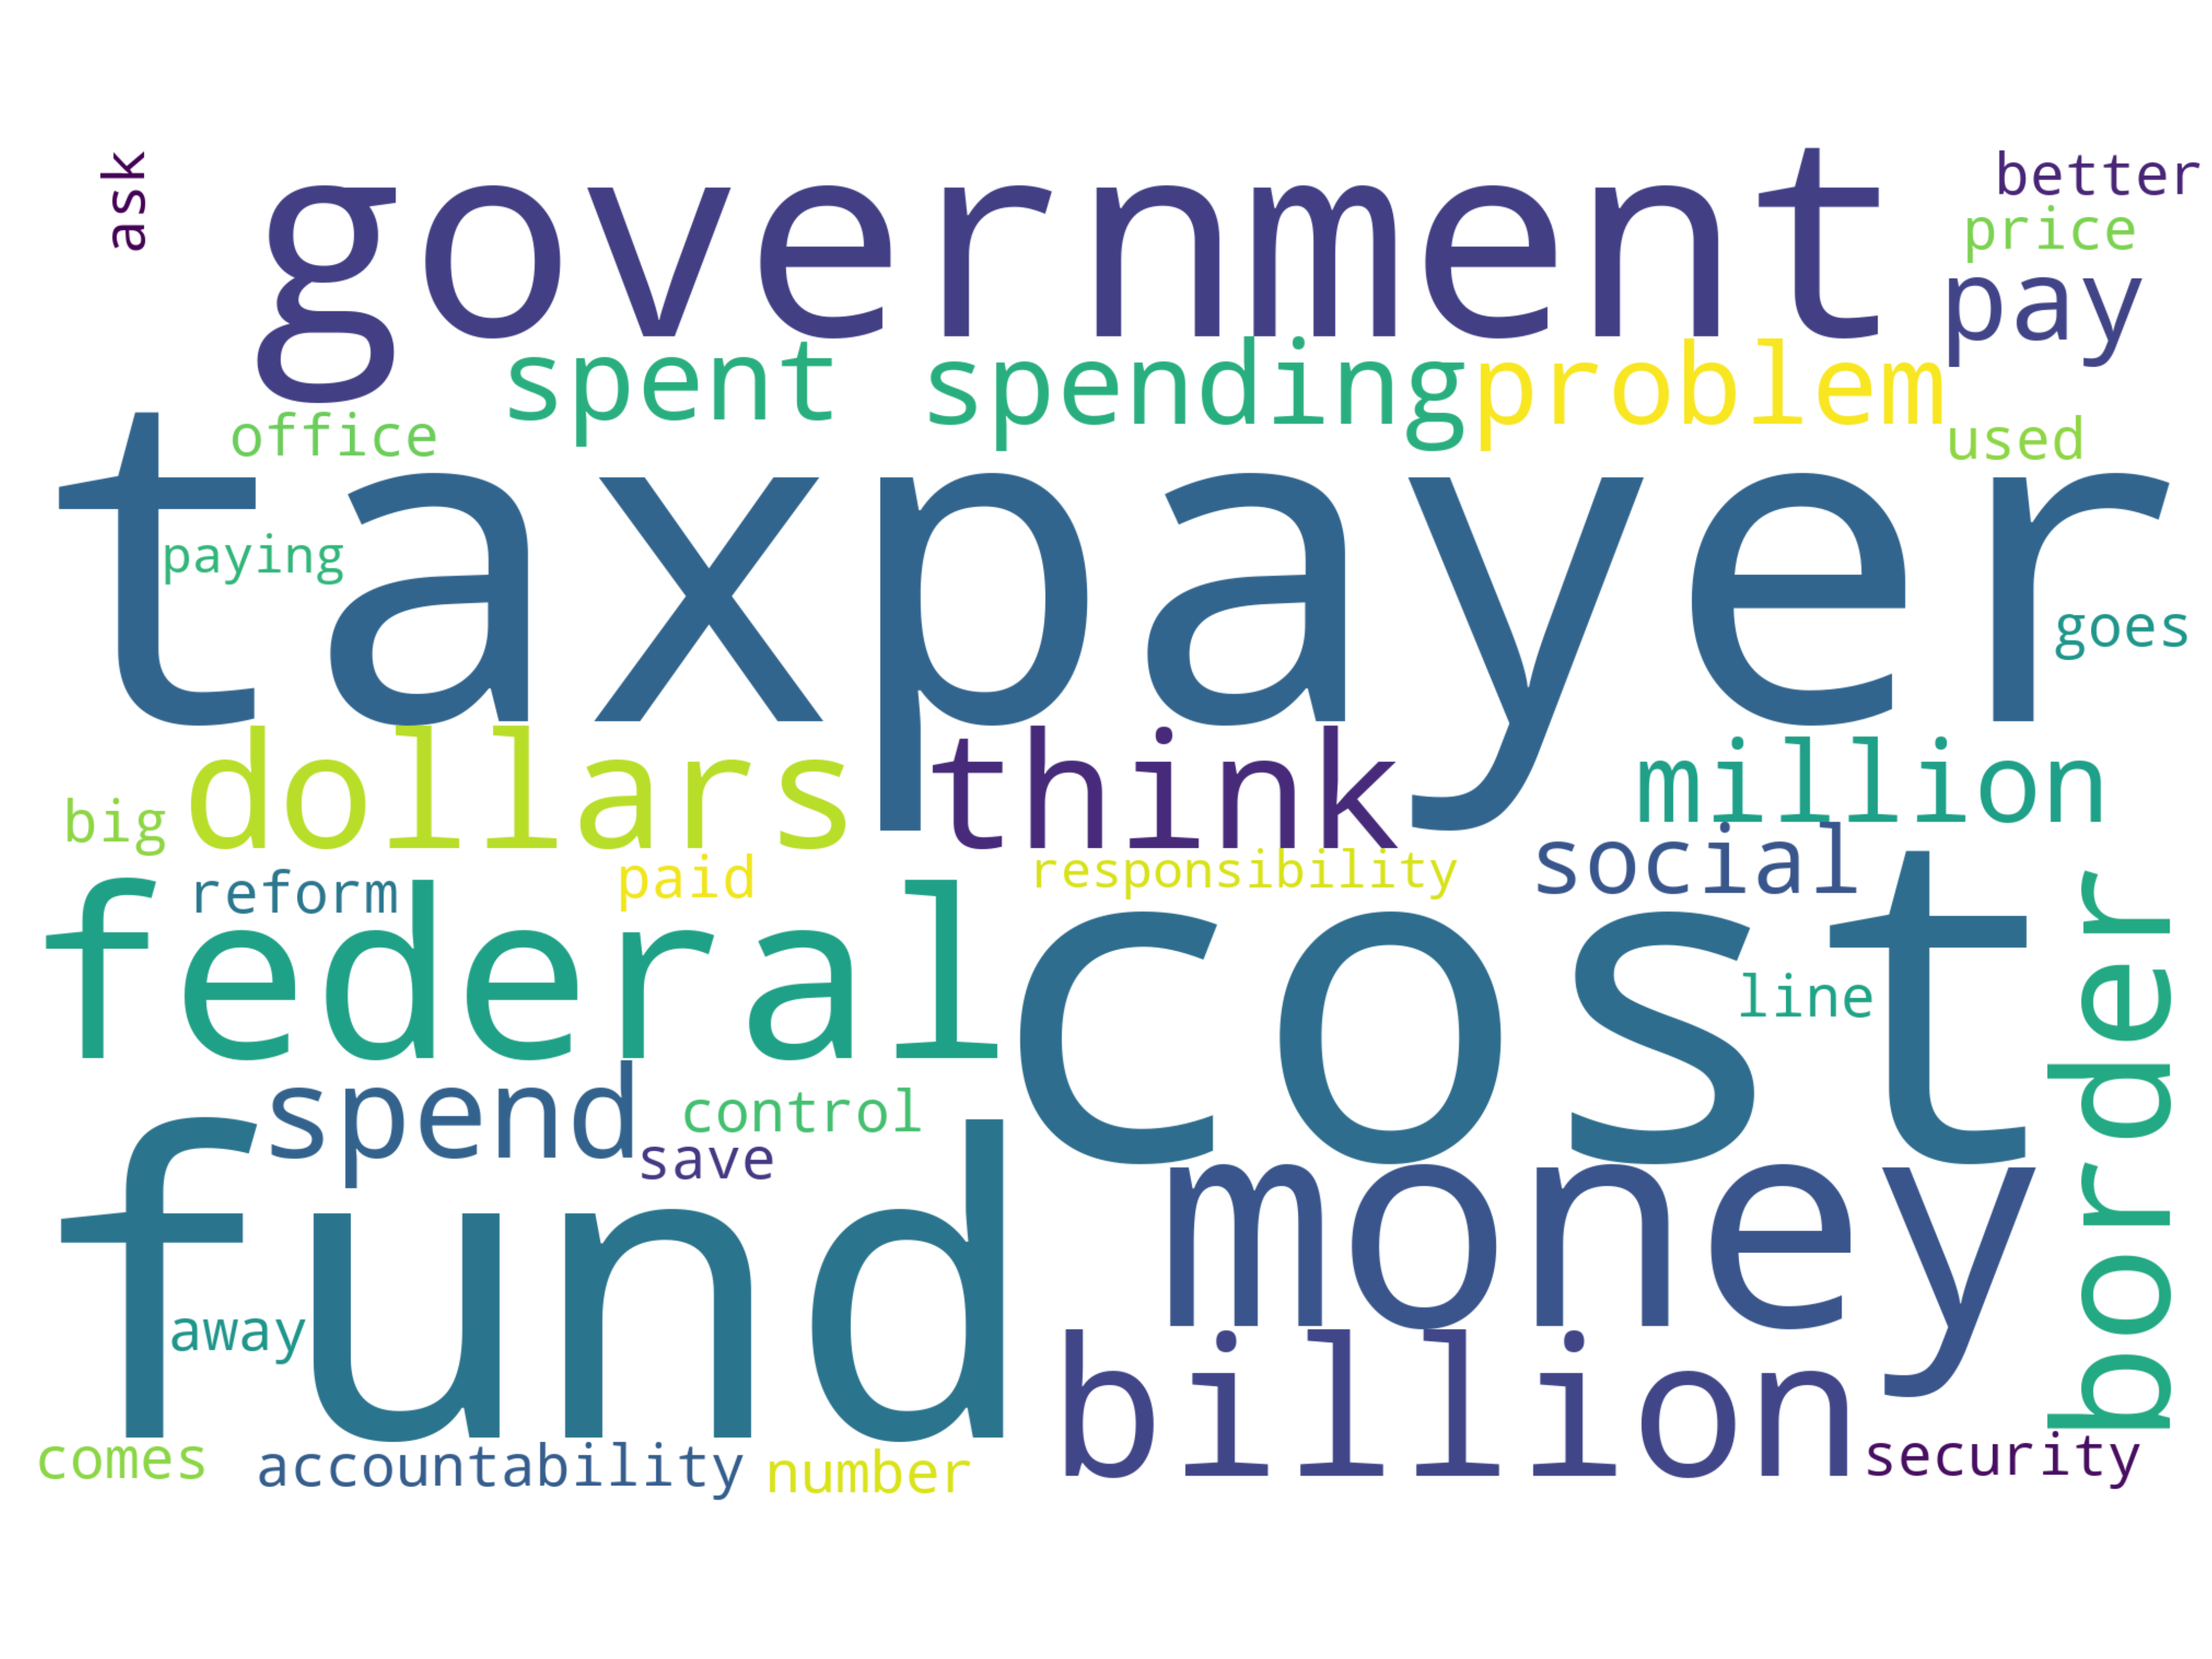 ask
government
better
price
pay
spent
spending
problem
office
used
taxpayer
paying
goes
dollars
think
million
big
social
responsibility
paid
reform
federal
cost
line
border
spend
control
save
fund
money
away
billion
comes
accountability
number
security